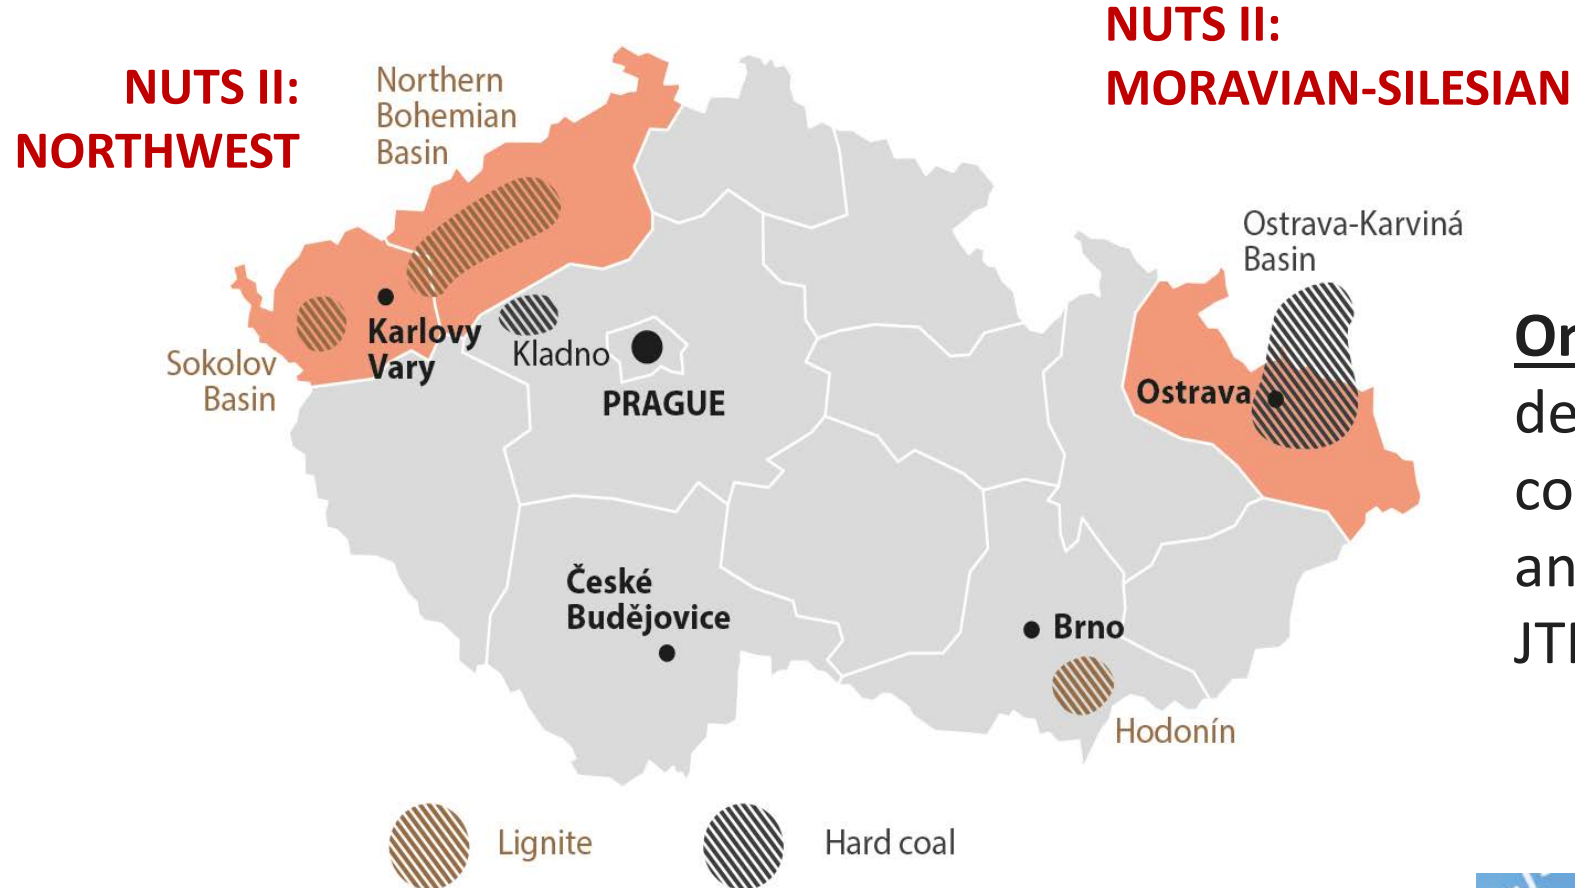 NUTS II:
NORTHWEST
NUTS II:
MORAVIAN-SILESIAN
Northern
Bohemian
Basin
Ostrava-Karviná
Basin
Karlovy
Vary
Kladno
Sokolov
Basin
PRAGUE
Ostrava
České
Budějovice
Brno
Hodonín
Lignite
Hard coal